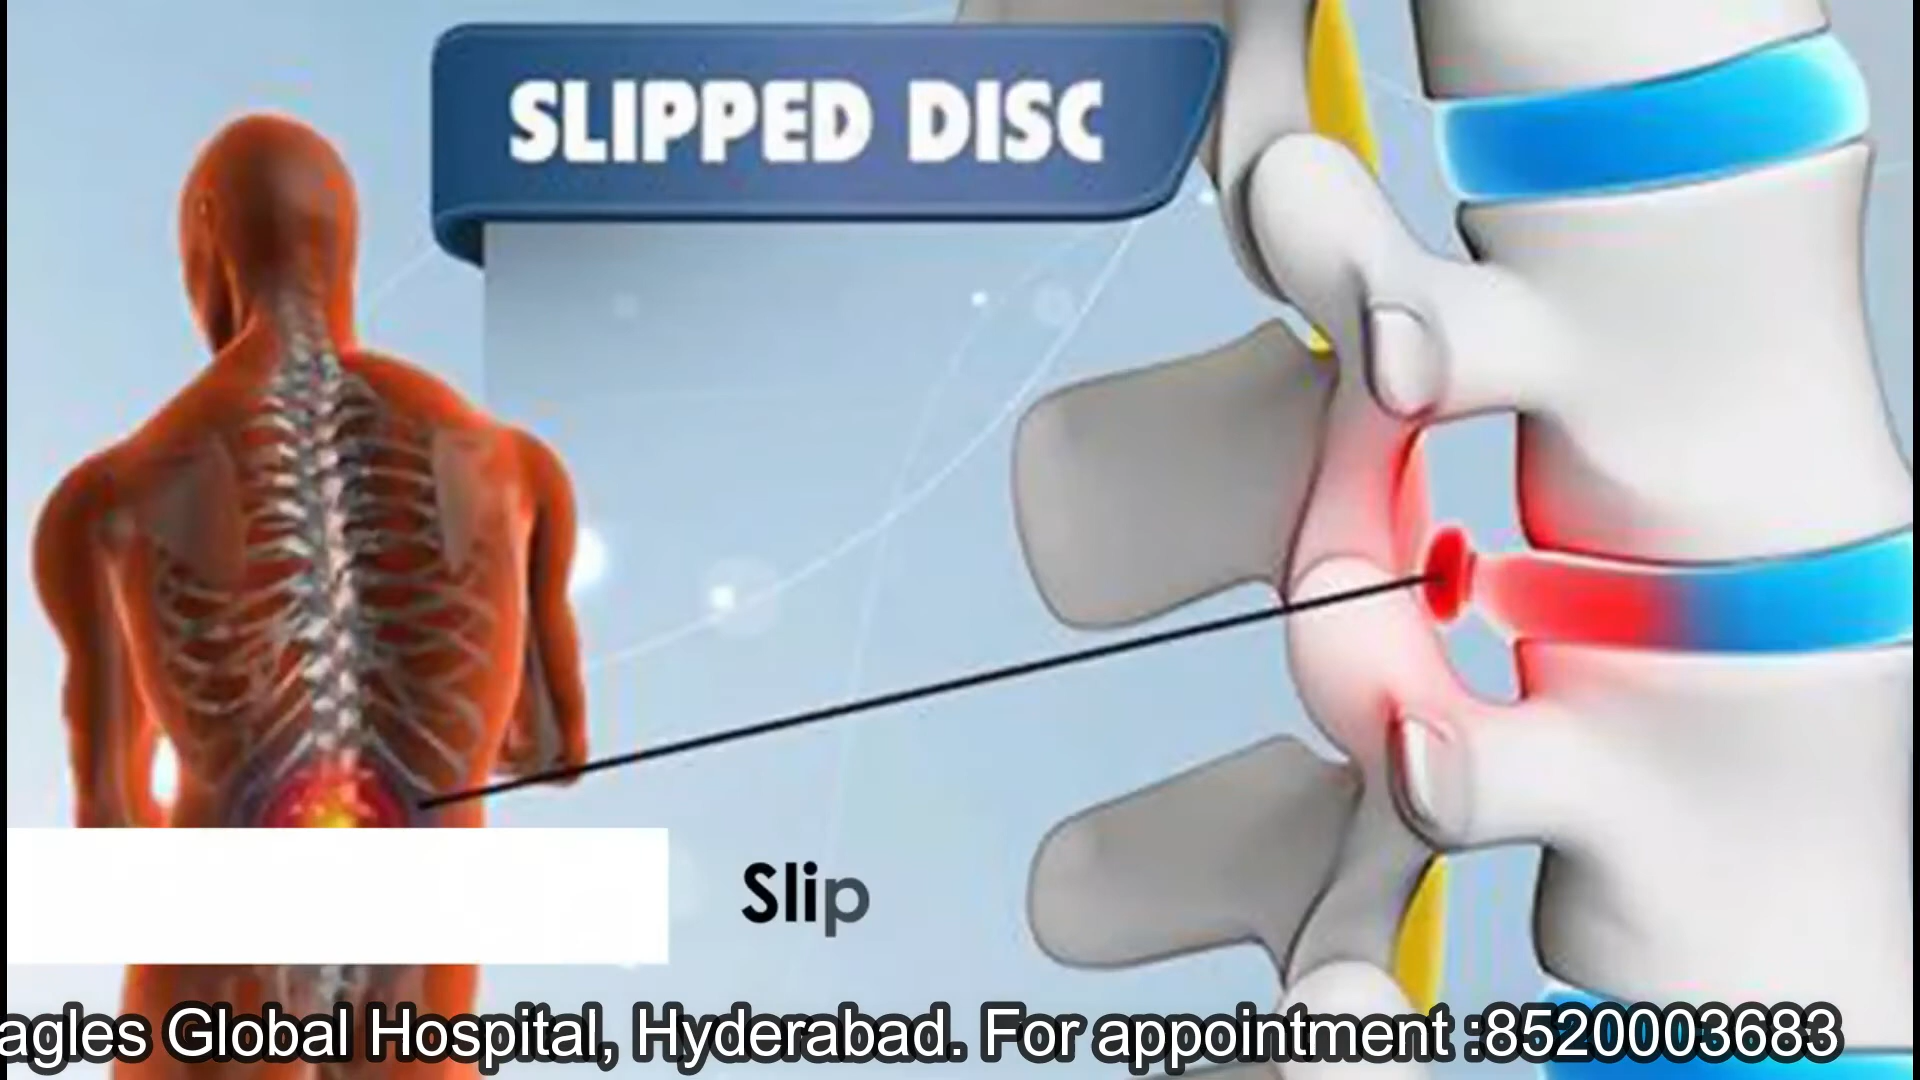 SLIPPED DISC
Slip
agles Global Hospital, Hyderabad. For appointment :8520003683